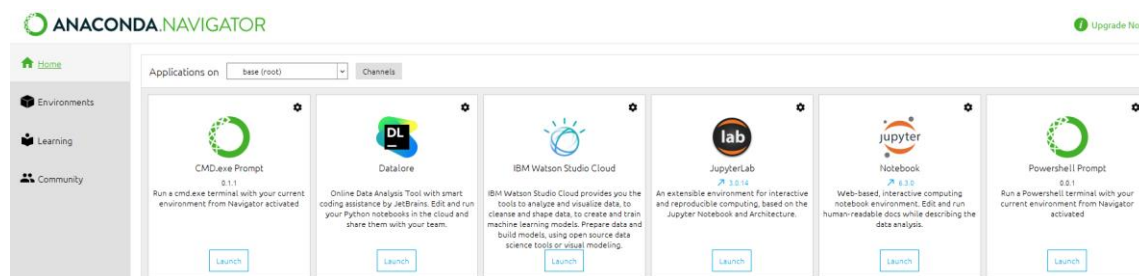 ANACONDA.NAVIGATOR
Upgrade No
Home
Environments
Learning
Community
Applications on base (root) Channels
CMD.exe Prompt
0.1.1
Run a cmd.exe terminal with your current
environment from Navigator activated
Launch
DL
Datalore
Online Data Analysis Tool with smart
coding assistance by JetBrains. Edit and run
your Python notebooks in the cloud and
share them with your team.
Launch
IBM Watson Studio Cloud
IBM Watson Studio Cloud provides you the
tools to analyze and visualize data, to
cleanse and shape data, to create and train
machine learning models. Prepare data and
build models, using open source data
science tools or visual modeling.
Launch
lab
JupyterLab
3.0.14
An extensible environment for interactive
and reproducible computing, based on the
Jupyter Notebook and Architecture.
Launch
jupyter
Notebook
6.3.0
Web-based, interactive computing
notebook environment. Edit and run
human-readable docs while describing the
data analysis.
Launch
Powershell Prompt
0.0.1
Run a Powershell terminal with your
current environment from Navigator
activated
Launch